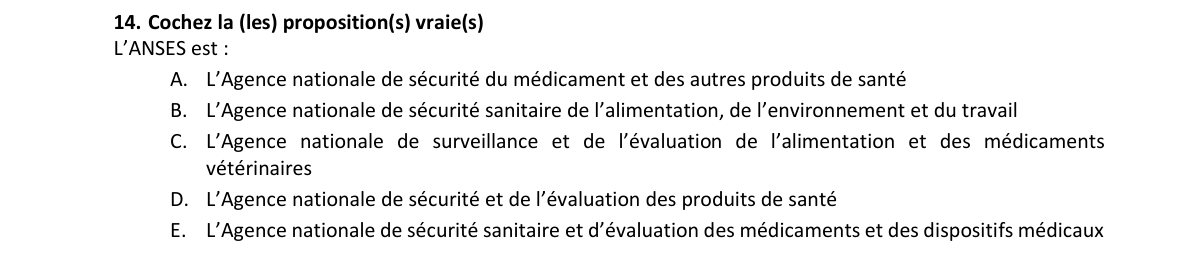 14. Cochez la (les) proposition(s) vraie(s)
L’ANSES est :
A. L’Agence nationale de sécurité du médicament et des autres produits de santé
B. L’Agence nationale de sécurité sanitaire de l’alimentation, de l’environnement et du travail
C. L’Agence nationale de surveillance et de l’évaluation de l’alimentation et des médicaments
vétérinaires
D. L’Agence nationale de sécurité et de l’évaluation des produits de santé
E. L’Agence nationale de sécurité sanitaire et d’évaluation des médicaments et des dispositifs médicaux